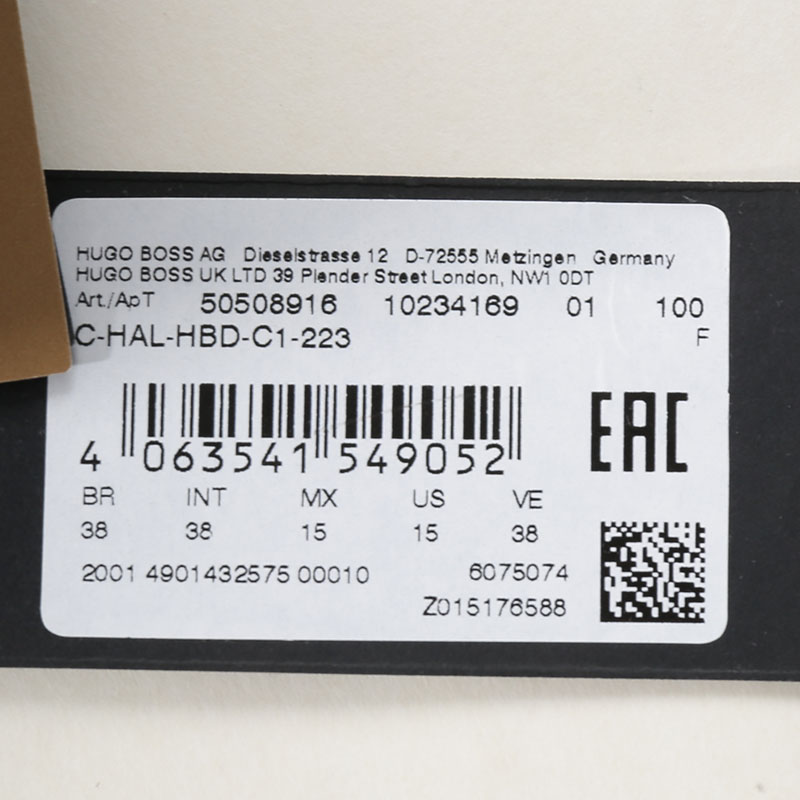 HUGO BOSS AG Dieselstrasse 12 D-72555 Metzingen Germany
HUGO BOSS UK LTD 39 Plender Street London, NW1 0DT
Art./ApT 50508916 10234169 01 100
C-HAL-HBD-C1-223 F
4 063541 549052
EAC
BR INT MX US VE
38 38 15 15 38
2001 4901432575 00010 6075074
Z015176588